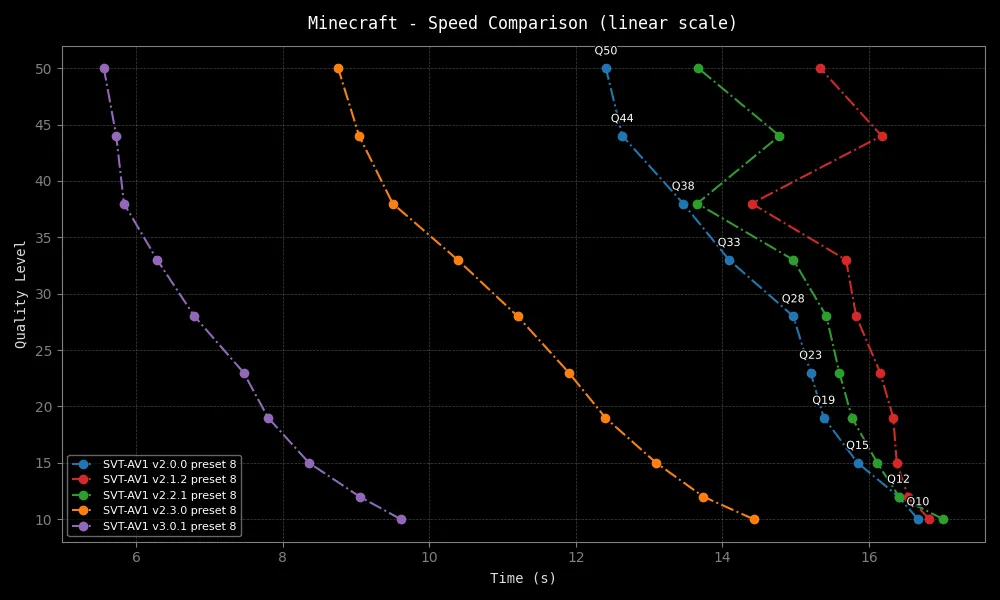 Minecraft - Speed Comparison (linear scale)
Quality Level
50
45
40
35
30
25
20
15
10
Q50
Q44
Q38
Q33
Q28
Q23
Q19
Q15
Q12
Q10
SVT-AV1 v2.0.0 preset 8
SVT-AV1 v2.1.2 preset 8
SVT-AV1 v2.2.1 preset 8
SVT-AV1 v2.3.0 preset 8
SVT-AV1 v3.0.1 preset 8
6 8 10 12 14 16
Time (s)